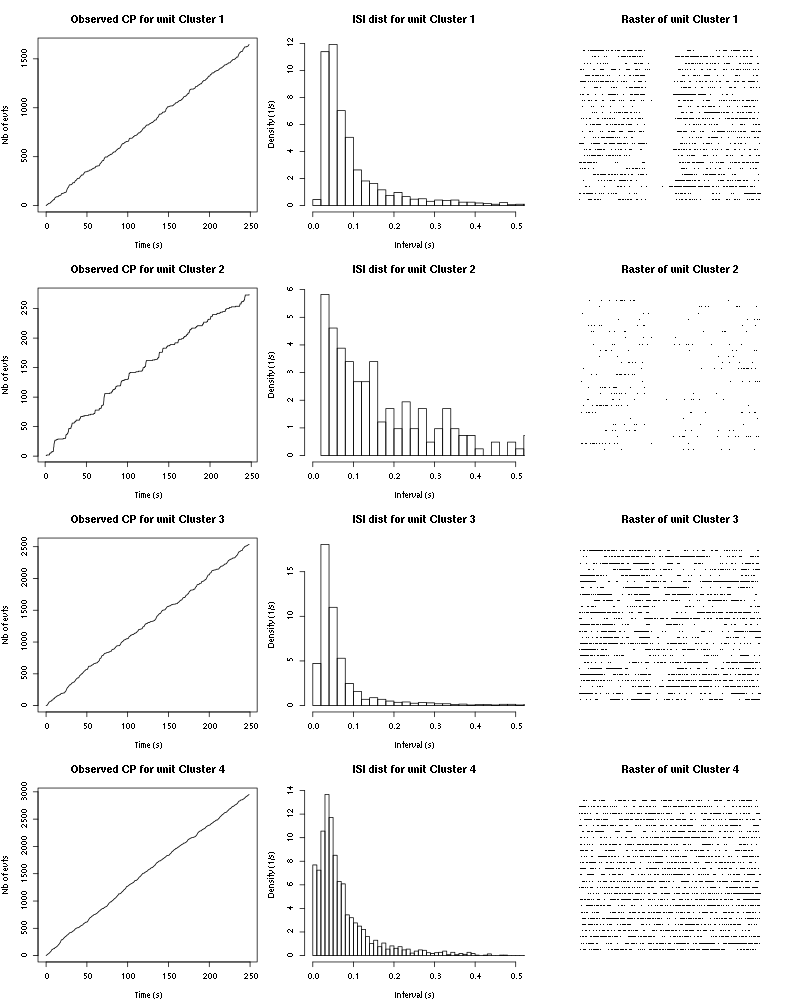 Observed CP for unit Cluster 1
ISI dist for unit Cluster 1
Raster of unit Cluster 1
Nb of evts
0 500 1000 1500
0 50 100 150 200 250
Time (s)
Density (1/s)
0 2 4 6 8 10 12
0.0 0.1 0.2 0.3 0.4 0.5
Interval (s)
Observed CP for unit Cluster 2
ISI dist for unit Cluster 2
Raster of unit Cluster 2
Nb of evts
0 50 100 150 200 250
0 50 100 150 200 250
Time (s)
Density (1/s)
0 1 2 3 4 5 6
0.0 0.1 0.2 0.3 0.4 0.5
Interval (s)
Observed CP for unit Cluster 3
ISI dist for unit Cluster 3
Raster of unit Cluster 3
Nb of evts
0 500 1000 1500 2000 2500
0 50 100 150 200 250
Time (s)
Density (1/s)
0 5 10 15
0.0 0.1 0.2 0.3 0.4 0.5
Interval (s)
Observed CP for unit Cluster 4
ISI dist for unit Cluster 4
Raster of unit Cluster 4
Nb of evts
0 500 1000 1500 2000 2500 3000
0 50 100 150 200 250
Time (s)
Density (1/s)
0 2 4 6 8 10 12 14
0.0 0.1 0.2 0.3 0.4 0.5
Interval (s)